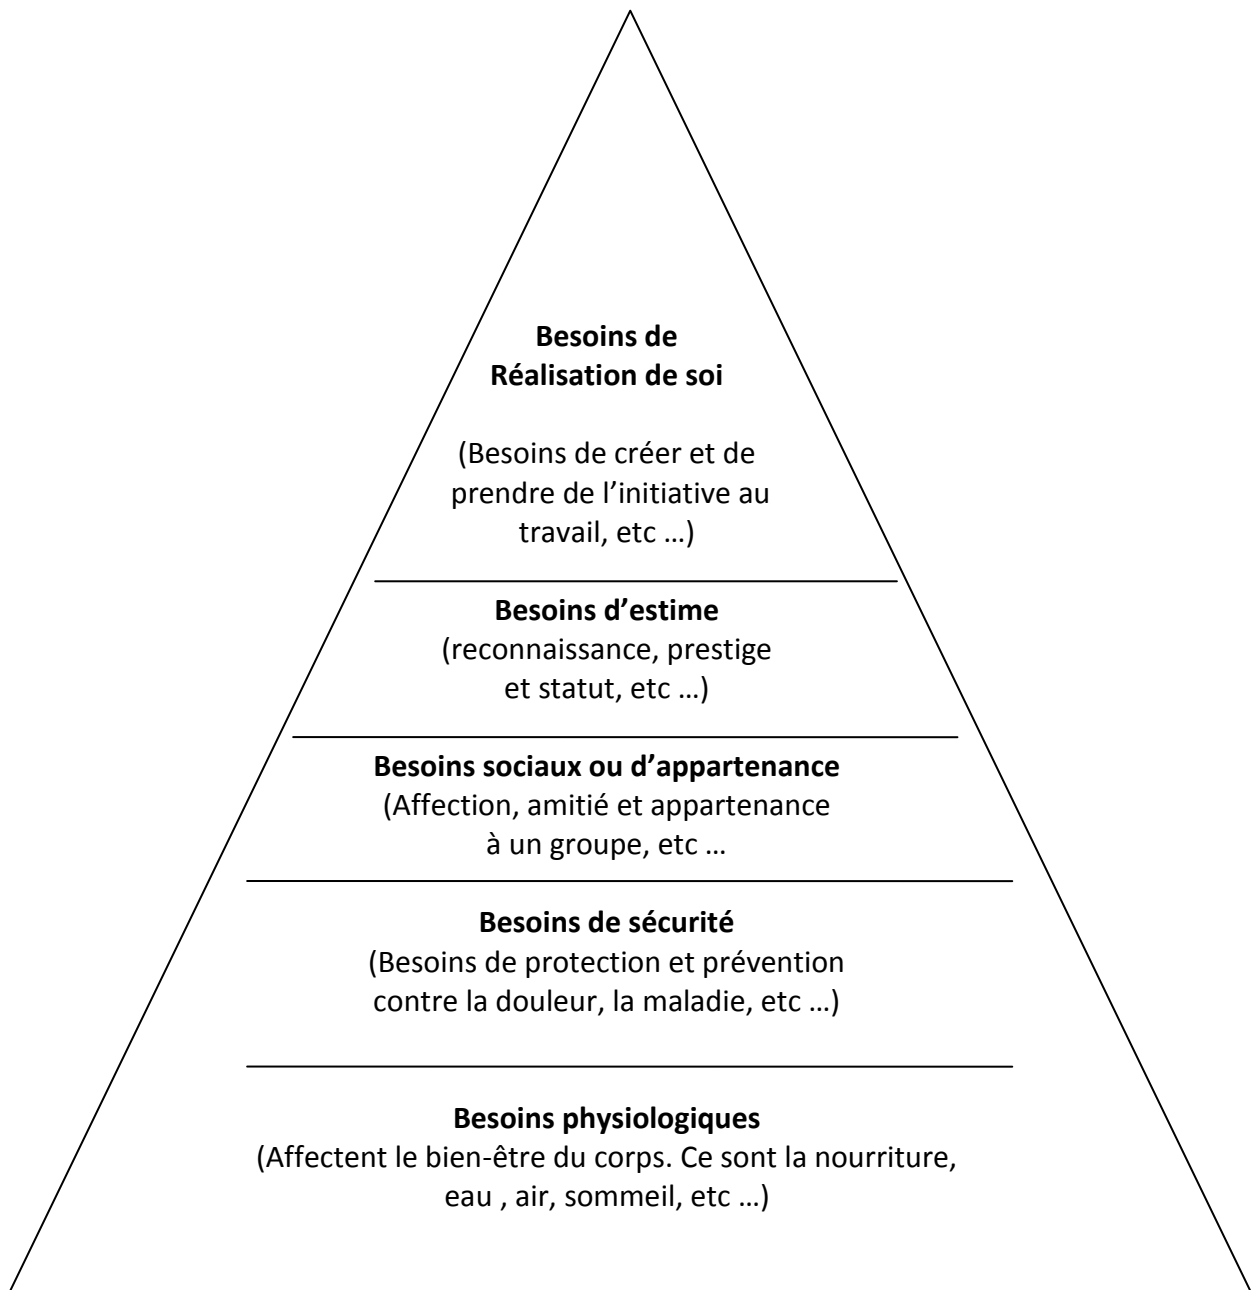 Besoins de
Réalisation de soi
(Besoins de créer et de
prendre de l’initiative au
travail, etc …)
Besoins d’estime
(reconnaissance, prestige
et statut, etc …)
Besoins sociaux ou d’appartenance
(Affection, amitié et appartenance
à un groupe, etc …
Besoins de sécurité
(Besoins de protection et prévention
contre la douleur, la maladie, etc …)
Besoins physiologiques
(Affectent le bien-être du corps. Ce sont la nourriture,
eau , air, sommeil, etc …)